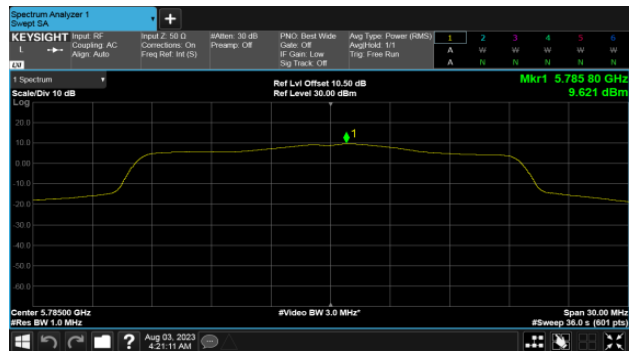 Spectrum Analyzer 1
Swept SA
+
KEYSIGHT
L
LXI
Input: RF
Coupling: AC
Align: Auto
Input Z: 50 Ω
Corrections: On
Freq Ref: Int (S)
#Atten: 30 dB
Preamp: Off
PNO: Best Wide
Gate: Off
IF Gain: Low
Sig Track: Off
Avg Type: Power (RMS)
Avg|Hold: 1/1
Trig: Free Run
1 2 3 4 5 6
A W W W W W
A N N N N N
1 Spectrum
Scale/Div 10 dB
Log
Ref Lvl Offset 10.50 dB
Ref Level 30.00 dBm
Mkr1 5.785 80 GHz
9.621 dBm
1
20.0
10.0
0.00
-10.0
-20.0
-30.0
-40.0
-50.0
-60.0
Center 5.78500 GHz
#Res BW 1.0 MHz
#Video BW 3.0 MHz*
Span 30.00 MHz
#Sweep 36.0 s (601 pts)
?
Aug 03, 2023
4:21:11 AM